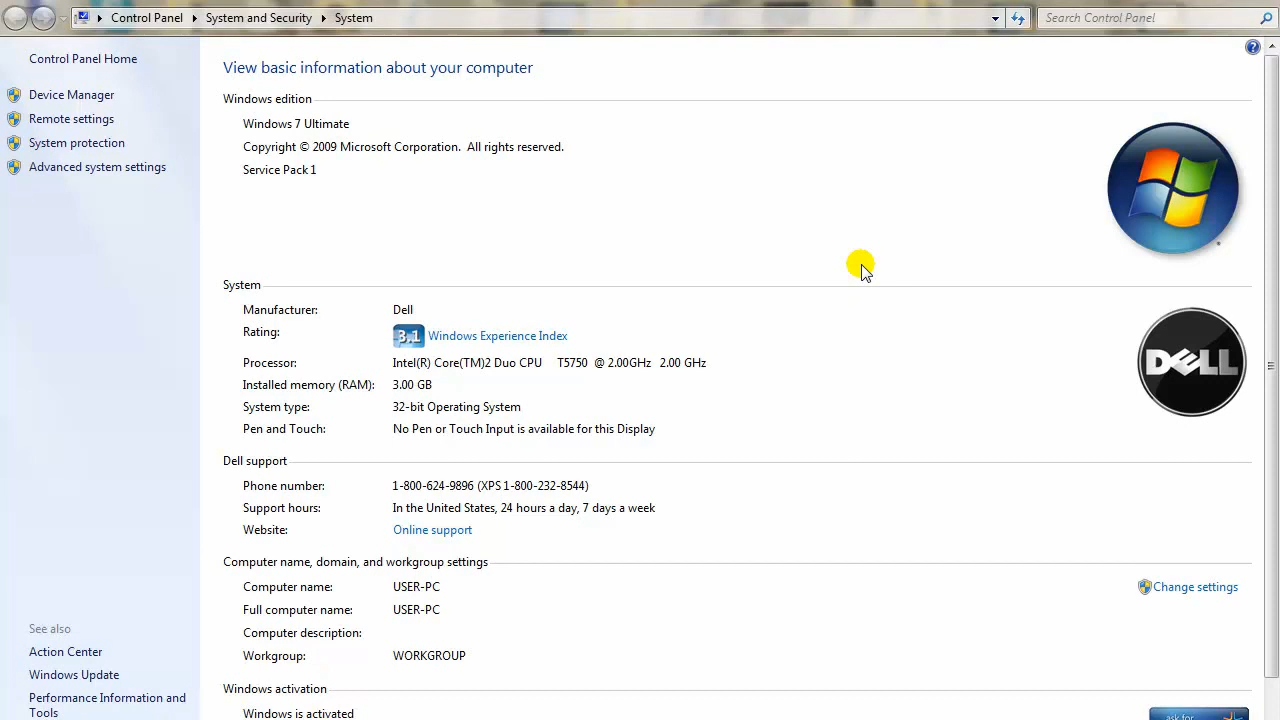 Control Panel ▸ System and Security ▸ System
Search Control Panel
Control Panel Home
Device Manager
Remote settings
System protection
Advanced system settings
See also
Action Center
Windows Update
Performance Information and
Tools
View basic information about your computer
Windows edition
Windows 7 Ultimate
Copyright © 2009 Microsoft Corporation. All rights reserved.
Service Pack 1
System
Manufacturer: Dell
Rating: 3.1 Windows Experience Index
Processor: Intel(R) Core(TM)2 Duo CPU T5750 @ 2.00GHz 2.00 GHz
Installed memory (RAM): 3.00 GB
System type: 32-bit Operating System
Pen and Touch: No Pen or Touch Input is available for this Display
DELL
Dell support
Phone number: 1-800-624-9896 (XPS 1-800-232-8544)
Support hours: In the United States, 24 hours a day, 7 days a week
Website: Online support
Computer name, domain, and workgroup settings
Computer name: USER-PC
Change settings
Full computer name: USER-PC
Computer description:
Workgroup: WORKGROUP
Windows activation
Windows is activated
ask for